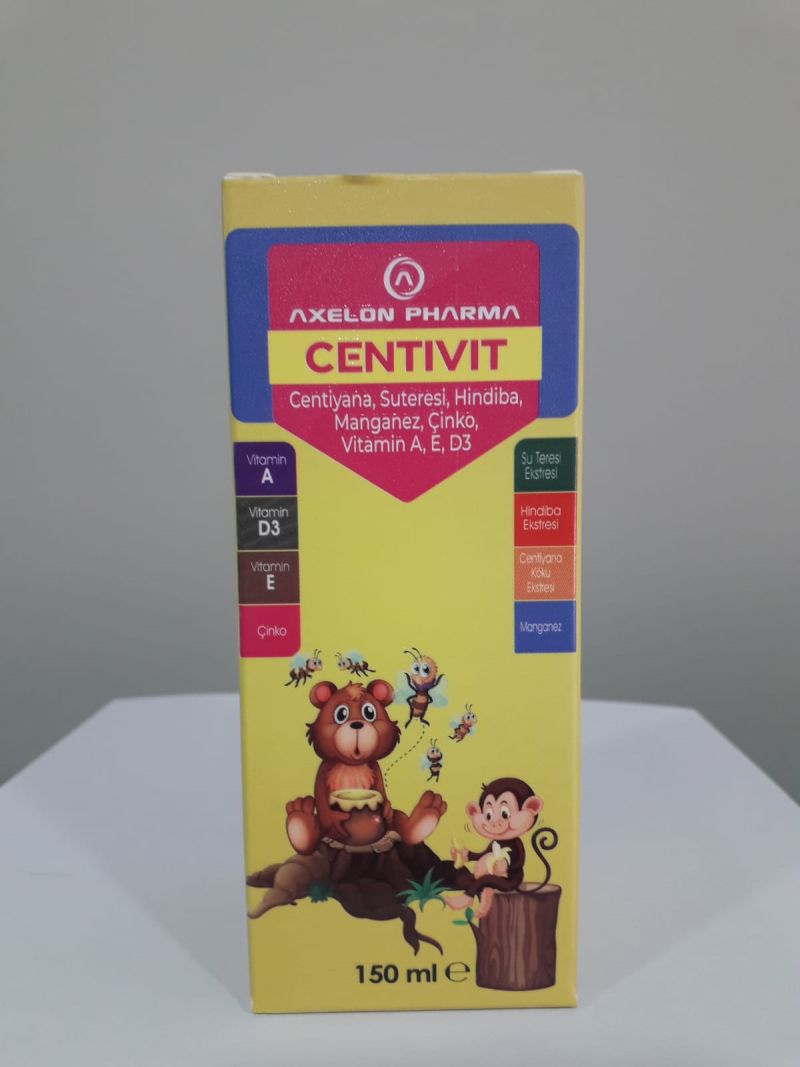 AXELON PHARMA
CENTIVIT
Centiyana, Suteresi, Hindiba,
Manganez, Çinko,
Vitamin A, E, D3
Vitamin
A
Vitamin
D3
Vitamin
E
Çinko
Su Teresi
Ekstresi
Hindiba
Ekstresi
Centiyana
Koku
Ekstresi
Manganez
150 ml ℮